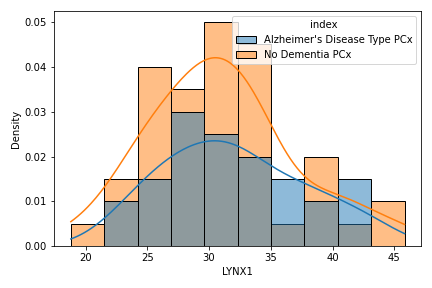 index
Alzheimer's Disease Type PCx
No Dementia PCx
0.05
0.04
0.03
0.02
0.01
0.00
Density
20 25 30 35 40 45
LYNX1